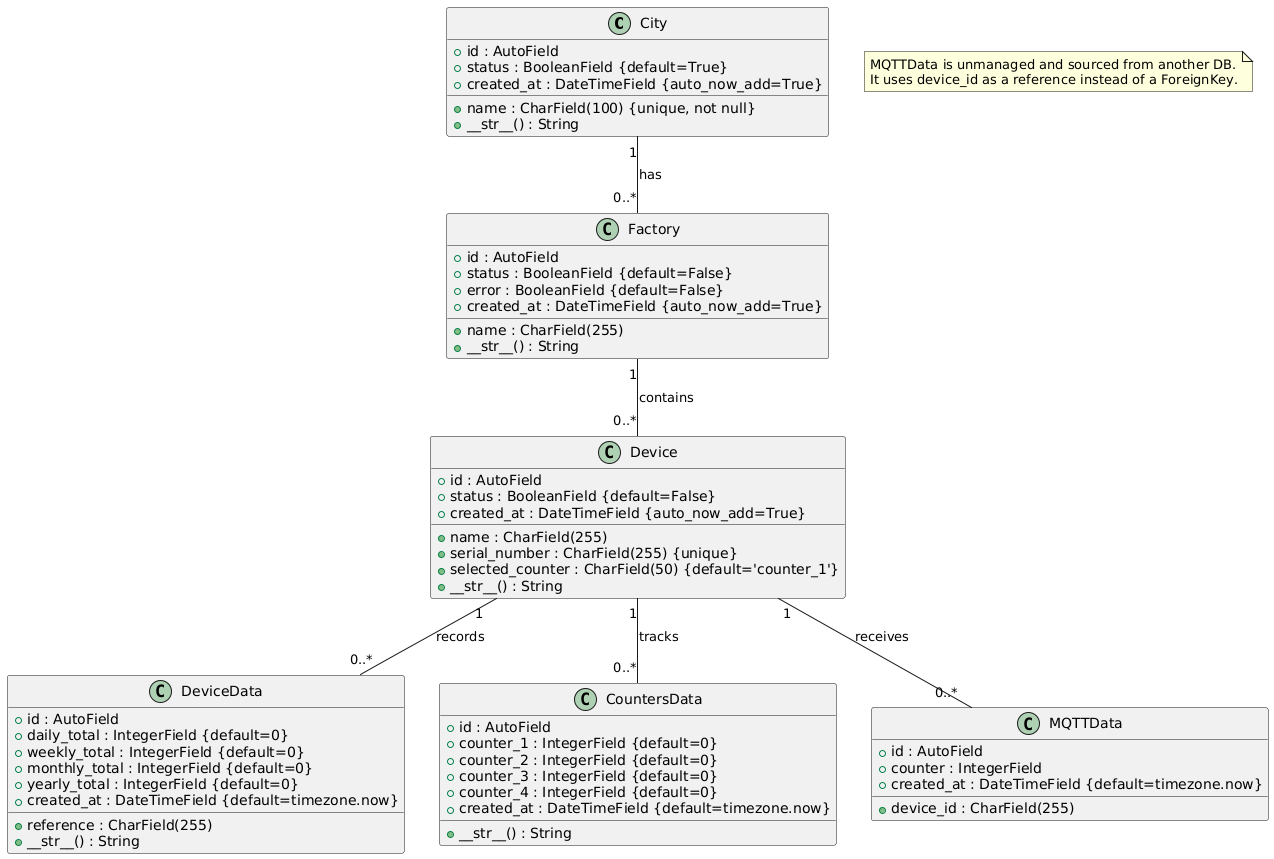 C City
id : AutoField
status : BooleanField {default=True}
created_at : DateTimeField {auto_now_add=True}
name : CharField(100) {unique, not null}
__str__() : String
MQTTData is unmanaged and sourced from another DB.
It uses device_id as a reference instead of a ForeignKey.
1
has
0..*
C Factory
id : AutoField
status : BooleanField {default=False}
error : BooleanField {default=False}
created_at : DateTimeField {auto_now_add=True}
name : CharField(255)
__str__() : String
1
contains
0..*
C Device
id : AutoField
status : BooleanField {default=False}
created_at : DateTimeField {auto_now_add=True}
name : CharField(255)
serial_number : CharField(255) {unique}
selected_counter : CharField(50) {default='counter_1'}
__str__() : String
1
records
0..*
1
tracks
0..*
1
receives
0..*
C DeviceData
id : AutoField
daily_total : IntegerField {default=0}
weekly_total : IntegerField {default=0}
monthly_total : IntegerField {default=0}
yearly_total : IntegerField {default=0}
created_at : DateTimeField {default=timezone.now}
reference : CharField(255)
__str__() : String
C CountersData
id : AutoField
counter_1 : IntegerField {default=0}
counter_2 : IntegerField {default=0}
counter_3 : IntegerField {default=0}
counter_4 : IntegerField {default=0}
created_at : DateTimeField {default=timezone.now}
__str__() : String
C MQTTData
id : AutoField
counter : IntegerField
created_at : DateTimeField {default=timezone.now}
device_id : CharField(255)